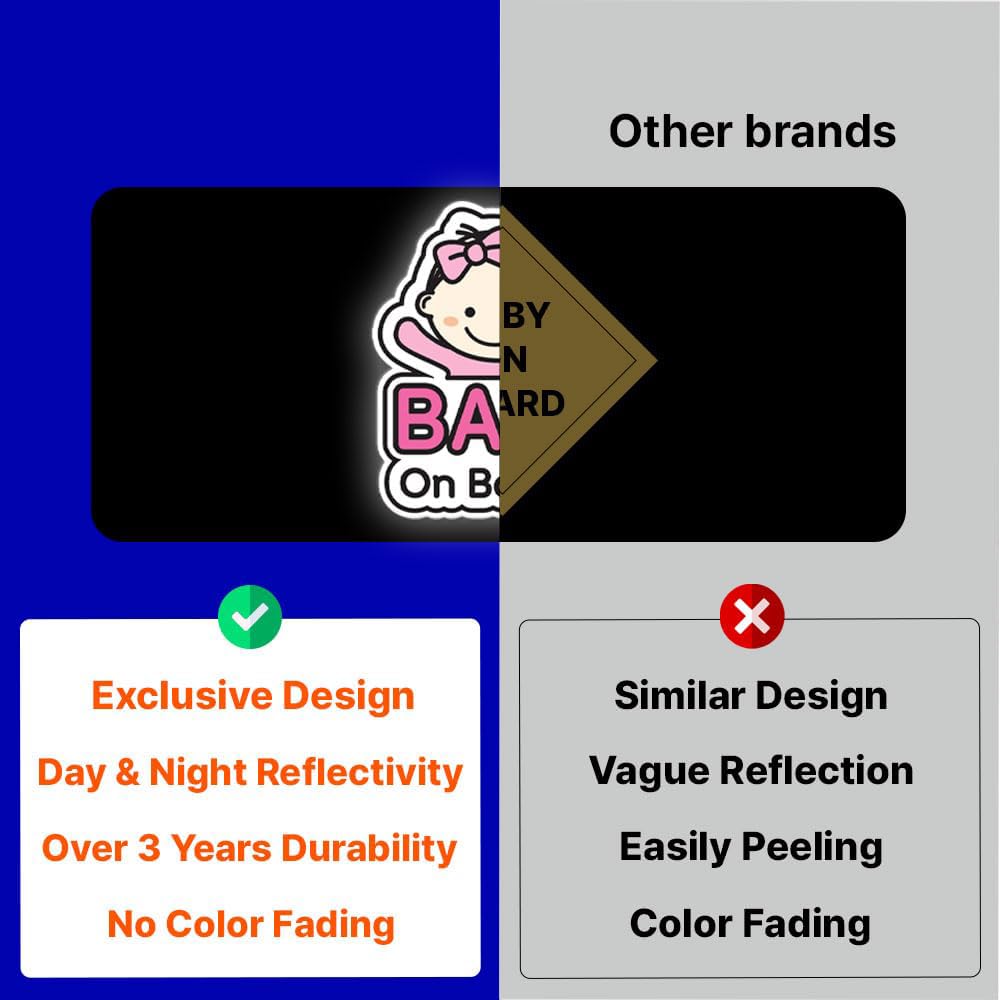 Other brands
BA
On Bo
BY
N
ARD
Exclusive Design
Day & Night Reflectivity
Over 3 Years Durability
No Color Fading
Similar Design
Vague Reflection
Easily Peeling
Color Fading